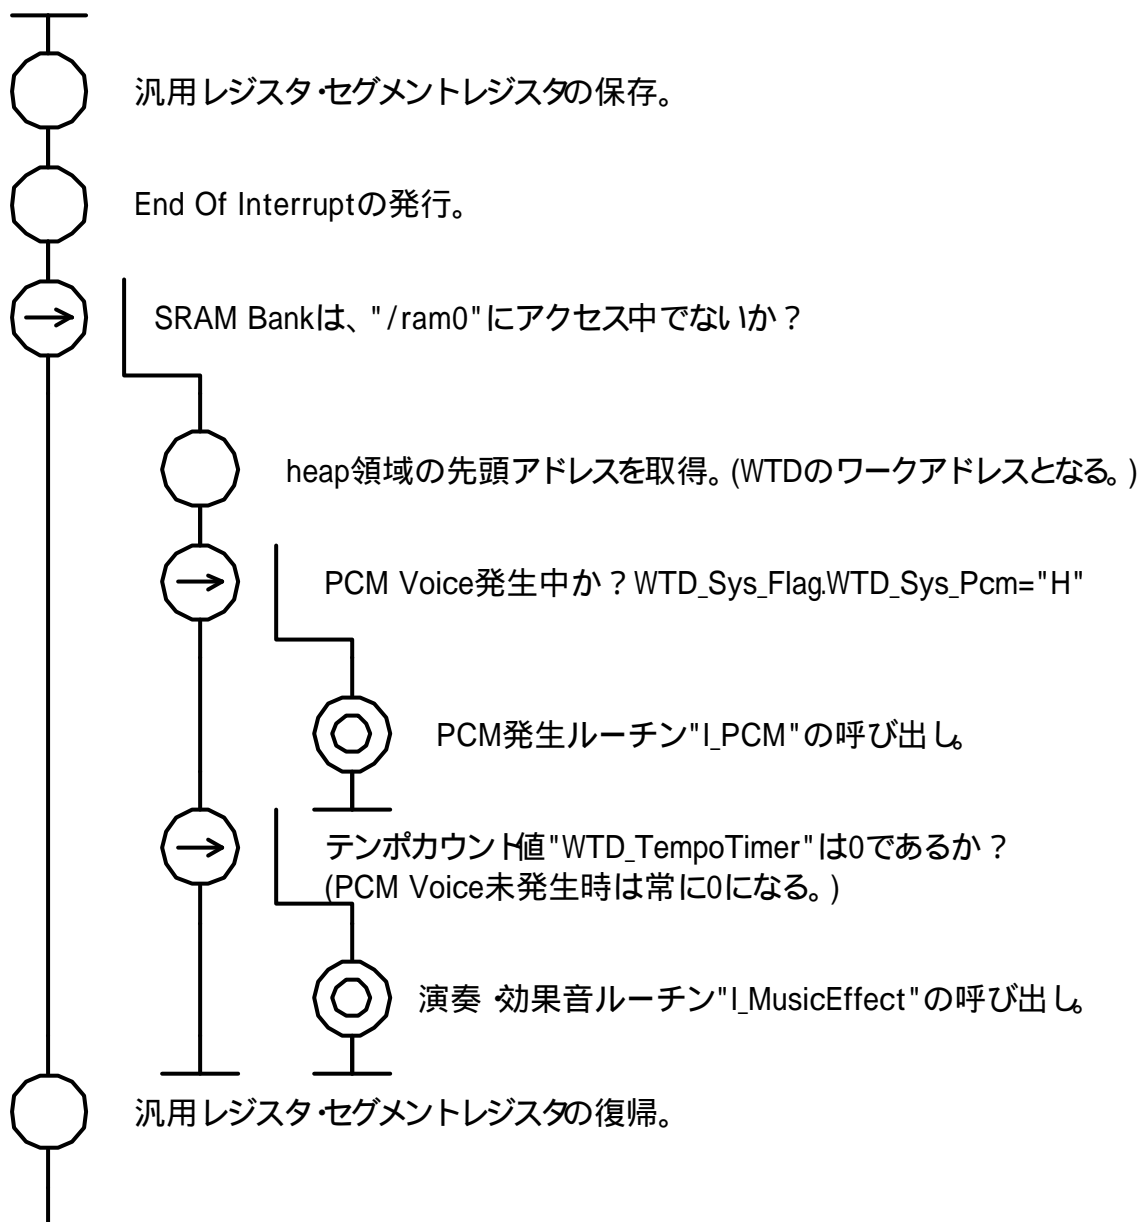 汎用レジスタ・セグメントレジスタの保存。
End Of Interruptの発行。
SRAM Bankは、"/ram0"にアクセス中でないか？
heap領域の先頭アドレスを取得。(WTDのワークアドレスとなる。)
PCM Voice発生中か？WTD_Sys_Flag.WTD_Sys_Pcm="H"
PCM発生ルーチン"I_PCM"の呼び出し。
テンポカウント値"WTD_TempoTimer"は0であるか？
(PCM Voice未発生時は常に0になる。)
演奏・効果音ルーチン"I_MusicEffect"の呼び出し。
汎用レジスタ・セグメントレジスタの復帰。